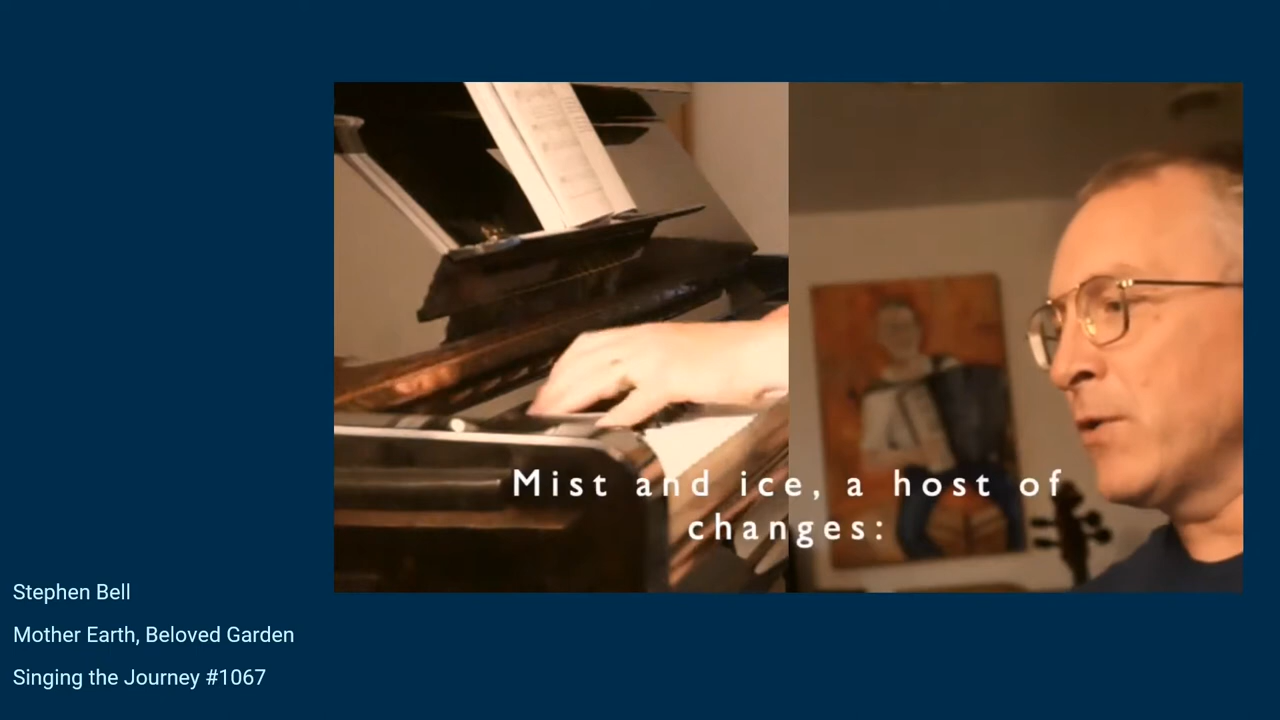 Mist and ice, a host of
changes:
Stephen Bell
Mother Earth, Beloved Garden
Singing the Journey #1067